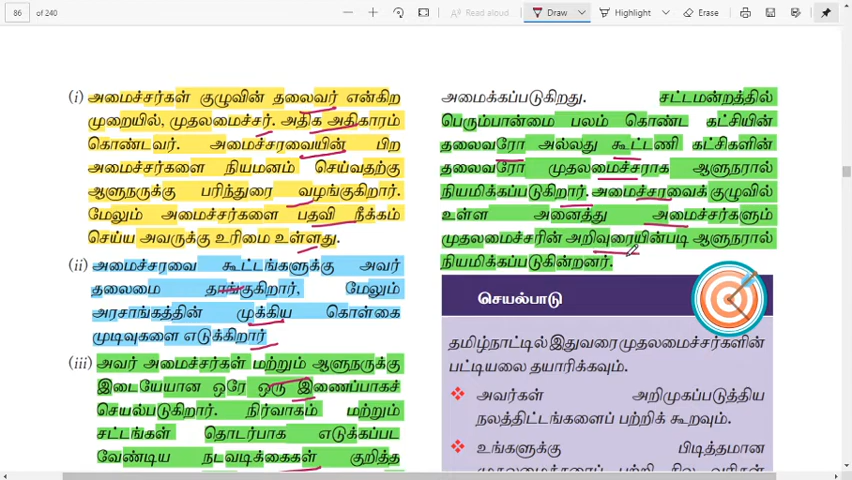 86 of 240
Read aloud
Draw
Highlight
Erase
(i) அமைச்சர்கள் குழுவின் தலைவர் என்கிற
முறையில், முதலமைச்சர். அதிக அதிகாரம்
கொண்டவர். அமைச்சரவையின் பிற
அமைச்சர்களை நியமனம் செய்வதற்கு
ஆளுநருக்கு பரிந்துரை வழங்குகிறார்.
மேலும் அமைச்சர்களை பதவி நீக்கம்
செய்ய அவருக்கு உரிமை உள்ளது.
(ii) அமைச்சரவை கூட்டங்களுக்கு அவர்
தலைமை தாங்குகிறார், மேலும்
அரசாங்கத்தின் முக்கிய கொள்கை
முடிவுகளை எடுக்கிறார்
(iii) அவர் அமைச்சர்கள் மற்றும் ஆளுநருக்கு
இடையேயான ஒரே ஒரு இணைப்பாகச்
செயல்படுகிறார். நிர்வாகம் மற்றும்
சட்டங்கள் தொடர்பாக எடுக்கப்பட
வேண்டிய நடவடிக்கைகள் குறித்த
அமைக்கப்படுகிறது. சட்டமன்றத்தில்
பெரும்பான்மை பலம் கொண்ட கட்சியின்
தலைவரோ அல்லது கூட்டணி கட்சிகளின்
தலைவரோ முதலமைச்சராக ஆளுநரால்
நியமிக்கப்படுகிறார். அமைச்சரவைக் குழுவில்
உள்ள அனைத்து அமைச்சர்களும்
முதலமைச்சரின் அறிவுரையின்படி ஆளுநரால்
நியமிக்கப்படுகின்றனர்.
செயல்பாடு
தமிழ்நாட்டில் இதுவரை முதலமைச்சர்களின்
பட்டியலை தயாரிக்கவும்.
❖ அவர்கள் அறிமுகப்படுத்திய
நலத்திட்டங்களைப் பற்றிக் கூறவும்.
❖ உங்களுக்கு பிடித்தமான
முதலமைச்சரைப் பற்றி சில வரிகள்